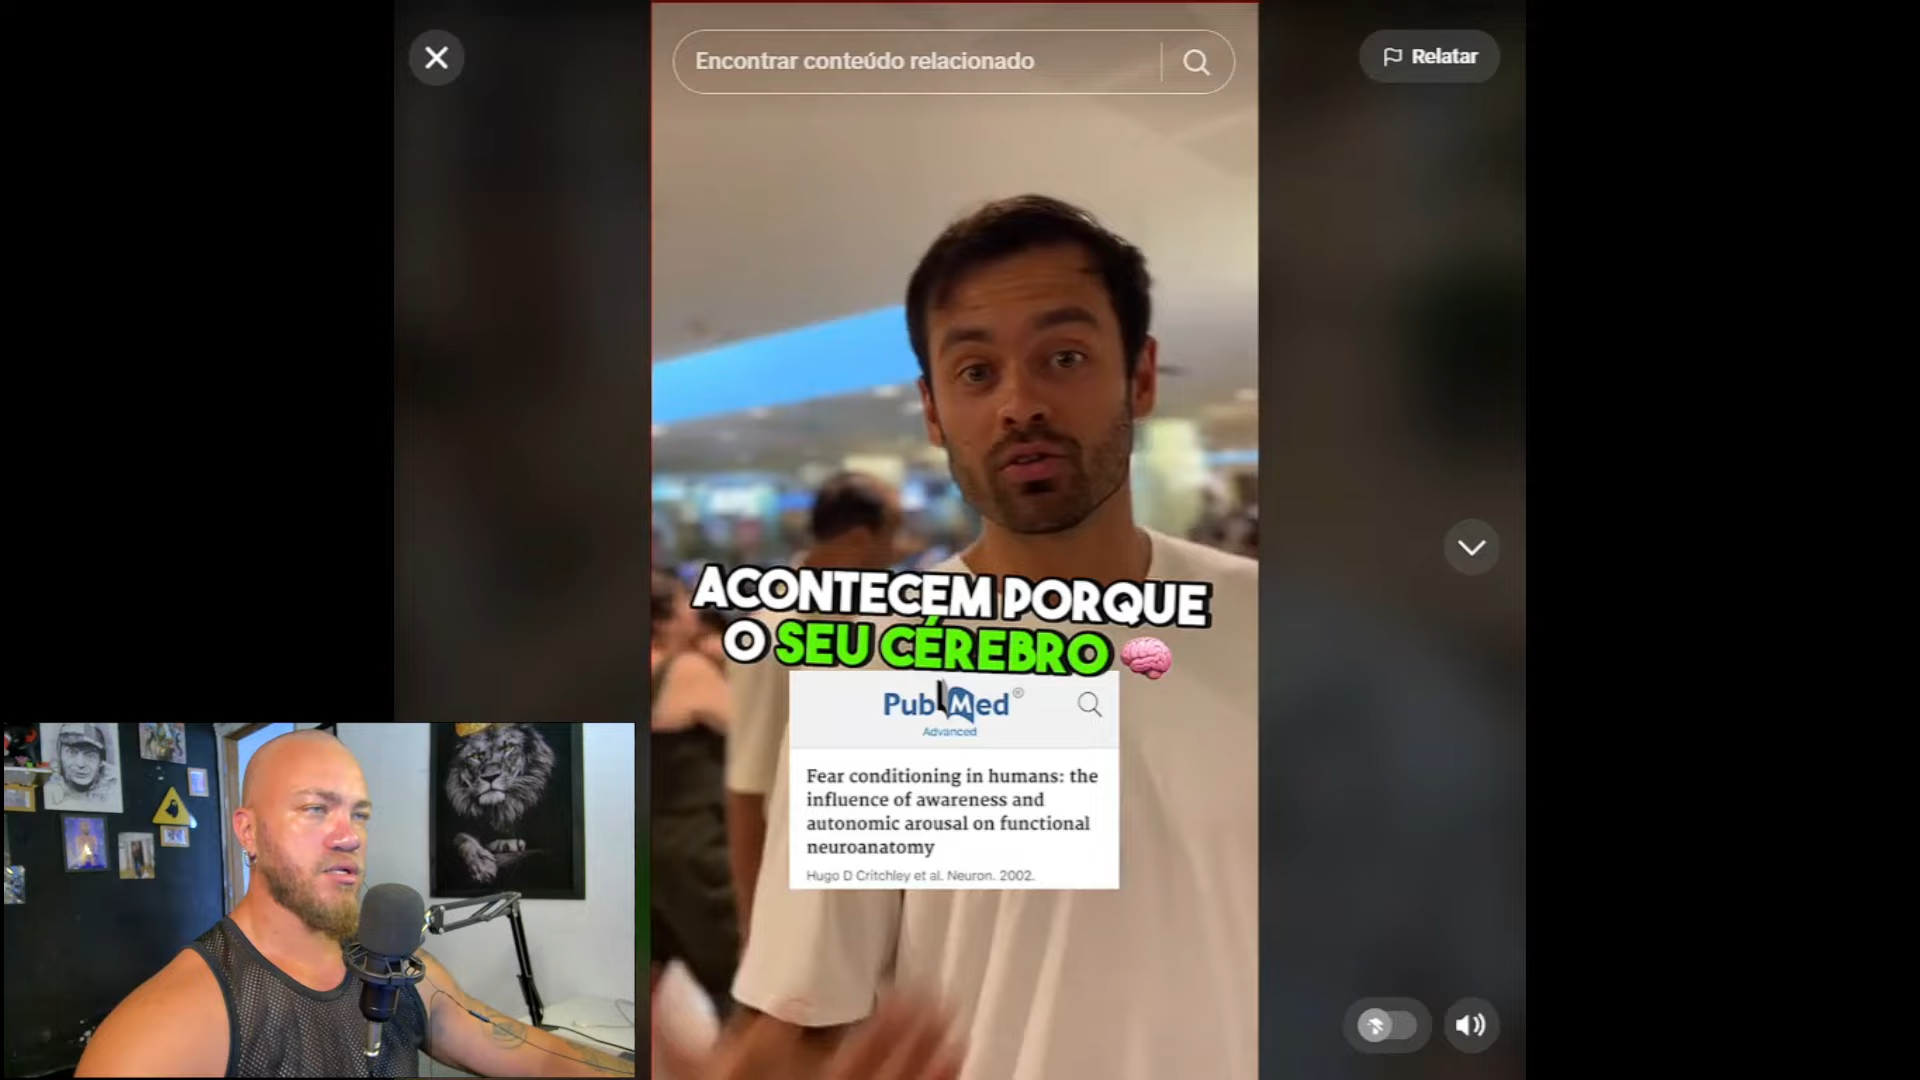 Encontrar conteúdo relacionado
Relatar
ACONTECEM PORQUE
O SEU CÉREBRO
PubMed®
Advanced
Fear conditioning in humans: the
influence of awareness and
autonomic arousal on functional
neuroanatomy
Hugo D Critchley et al. Neuron. 2002.